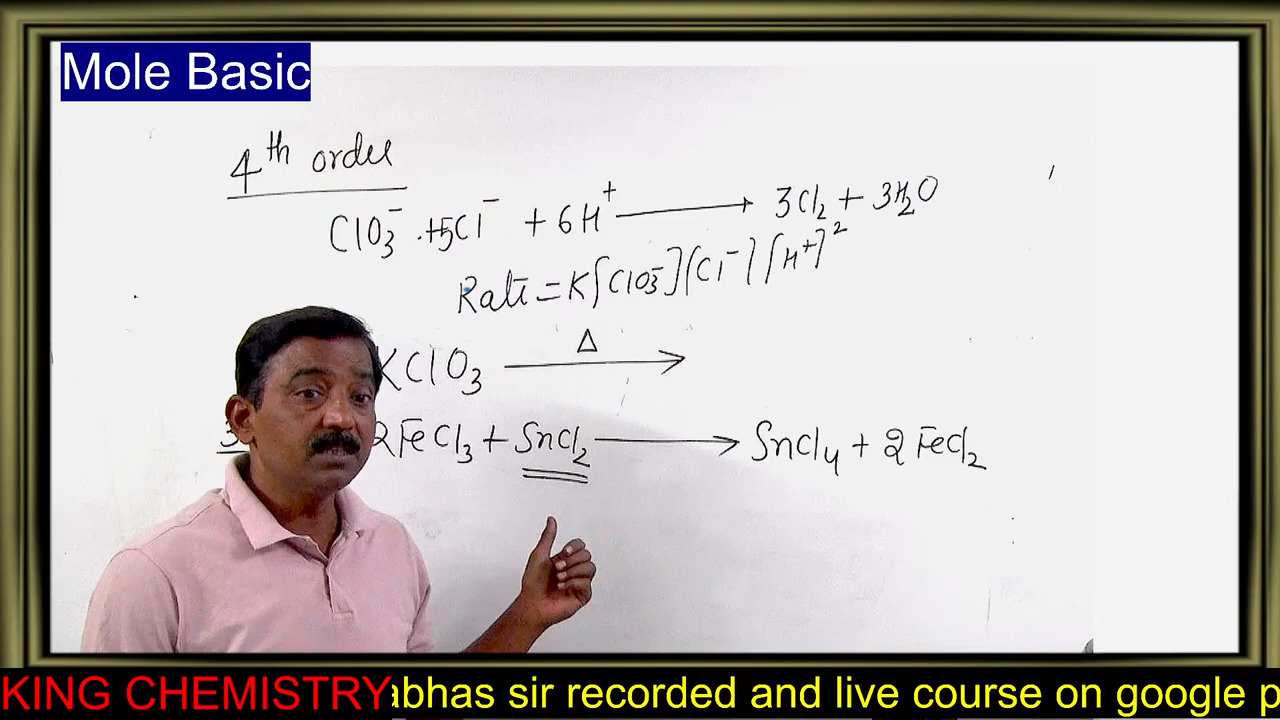 Mole Basic
4th order
ClO3- + 5Cl- + 6H+ → 3Cl2 + 3H2O
Rate = K[ClO3-][Cl-][H+]2
KClO3 Δ →
2FeCl3 + SnCl2 → SnCl4 + 2FeCl2
KING CHEMISTRY abhas sir recorded and live course on google p